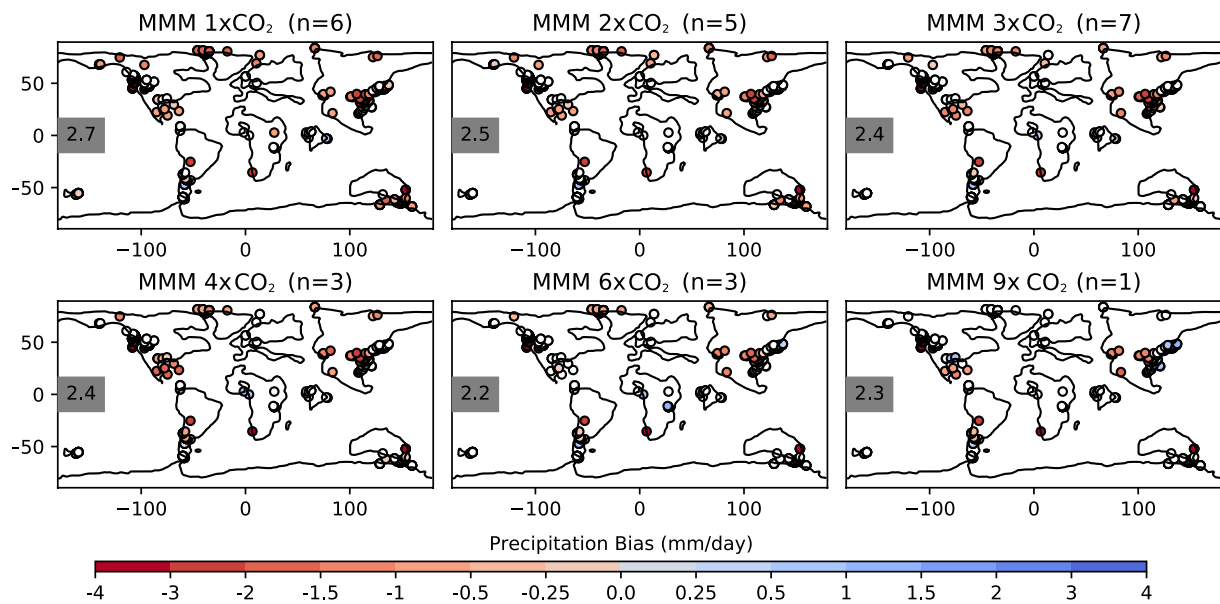 MMM 1xCO₂ (n=6)
MMM 2xCO₂ (n=5)
MMM 3xCO₂ (n=7)
50
0
−50
2.7
2.5
2.4
−100 0 100
−100 0 100
−100 0 100
MMM 4xCO₂ (n=3)
MMM 6xCO₂ (n=3)
MMM 9x CO₂ (n=1)
50
0
−50
2.4
2.2
2.3
−100 0 100
−100 0 100
−100 0 100
Precipitation Bias (mm/day)
-4 -3 -2 -1.5 -1 -0.5 -0.25 0.0 0.25 0.5 1 1.5 2 3 4